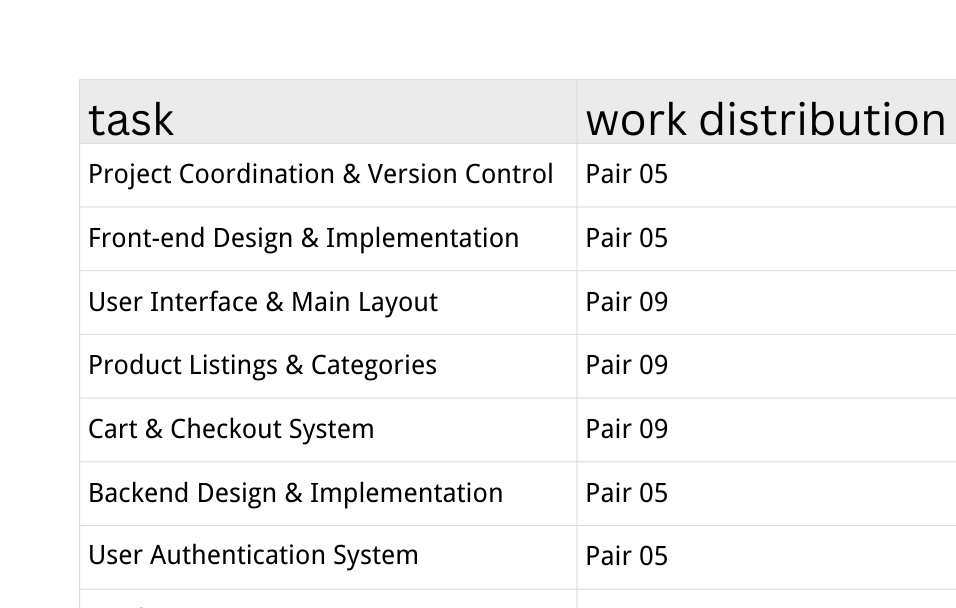 task work distribution
Project Coordination & Version Control Pair 05
Front-end Design & Implementation Pair 05
User Interface & Main Layout Pair 09
Product Listings & Categories Pair 09
Cart & Checkout System Pair 09
Backend Design & Implementation Pair 05
User Authentication System Pair 05